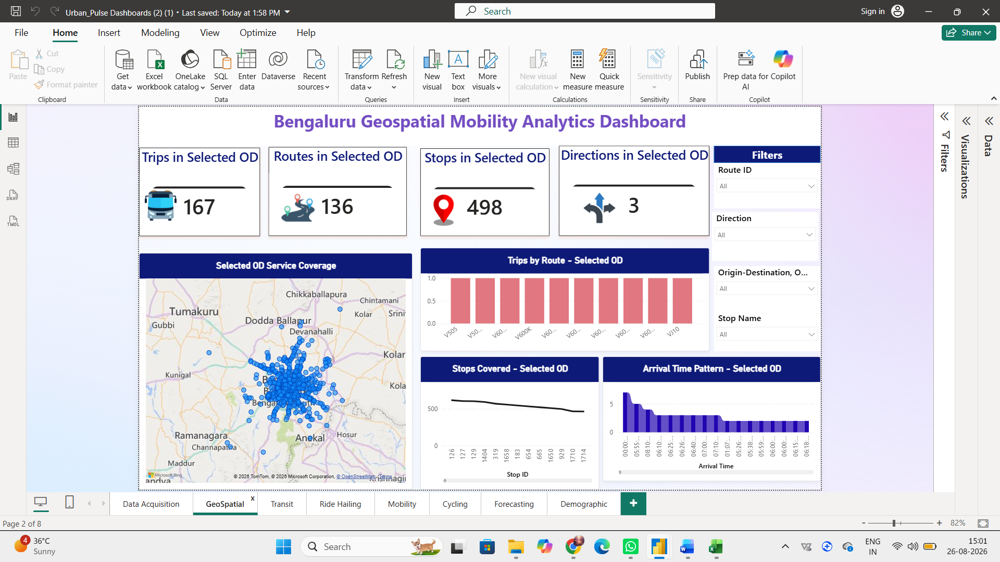 Urban_Pulse Dashboards (2) (1) • Last saved: Today at 1:58 PM
Search
Sign in
File
Home
Insert
Modeling
View
Optimize
Help
Share
Paste
Cut
Copy
Format painter
Clipboard
Get data
Excel workbook
OneLake catalog
SQL Server
Enter data
Dataverse
Recent sources
Data
Transform data
Refresh
Queries
New visual
Text box
More visuals
Insert
New visual calculation
New measure
Quick measure
Calculations
Sensitivity
Sensitivity
Publish
Share
Prep data for AI
Copilot
Copilot
DAX
TMDL
Bengaluru Geospatial Mobility Analytics Dashboard
Trips in Selected OD
167
Routes in Selected OD
136
Stops in Selected OD
498
Directions in Selected OD
3
Filters
Route ID
All
Direction
All
Origin-Destination, O...
All
Stop Name
All
Selected OD Service Coverage
Chikkaballapura
Chintamani
Tumakuru
Kolar
Srini
Gubbi
Dodda Ballapur
Devanahalli
Kolar
Kunigal
Kola
Ramanagara
Channapatna
Anekal
Hosur
Maddur
Microsoft Bing
© 2026 TomTom, © 2026 Microsoft Corporation, © OpenStreetMap Terms
Trips by Route - Selected OD
1.0
0.5
0.0
V505
V50...
V60...
V600K
V60...
V60...
V60...
V60...
V60...
VJ10
Stops Covered - Selected OD
500
0
126
127
129
1404
319
1658
183
654
665
1650
929
1710
1714
Stop ID
Arrival Time Pattern - Selected OD
5
0
00:00:...
05:55:...
08:10:...
06:10:...
06:25:...
06:26:...
06:40:...
07:00:...
07:10:...
01:07:...
05:26:...
05:38:...
05:59:...
06:00:...
06:00:...
06:15:...
06:18:...
Arrival Time
Filters
Visualizations
Data
Data Acquisition
GeoSpatial
x
Transit
Ride Hailing
Mobility
Cycling
Forecasting
Demographic
+
Page 2 of 8
- + 82%
4
36°C
Sunny
Search
ENG
IN
15:01
26-08-2026